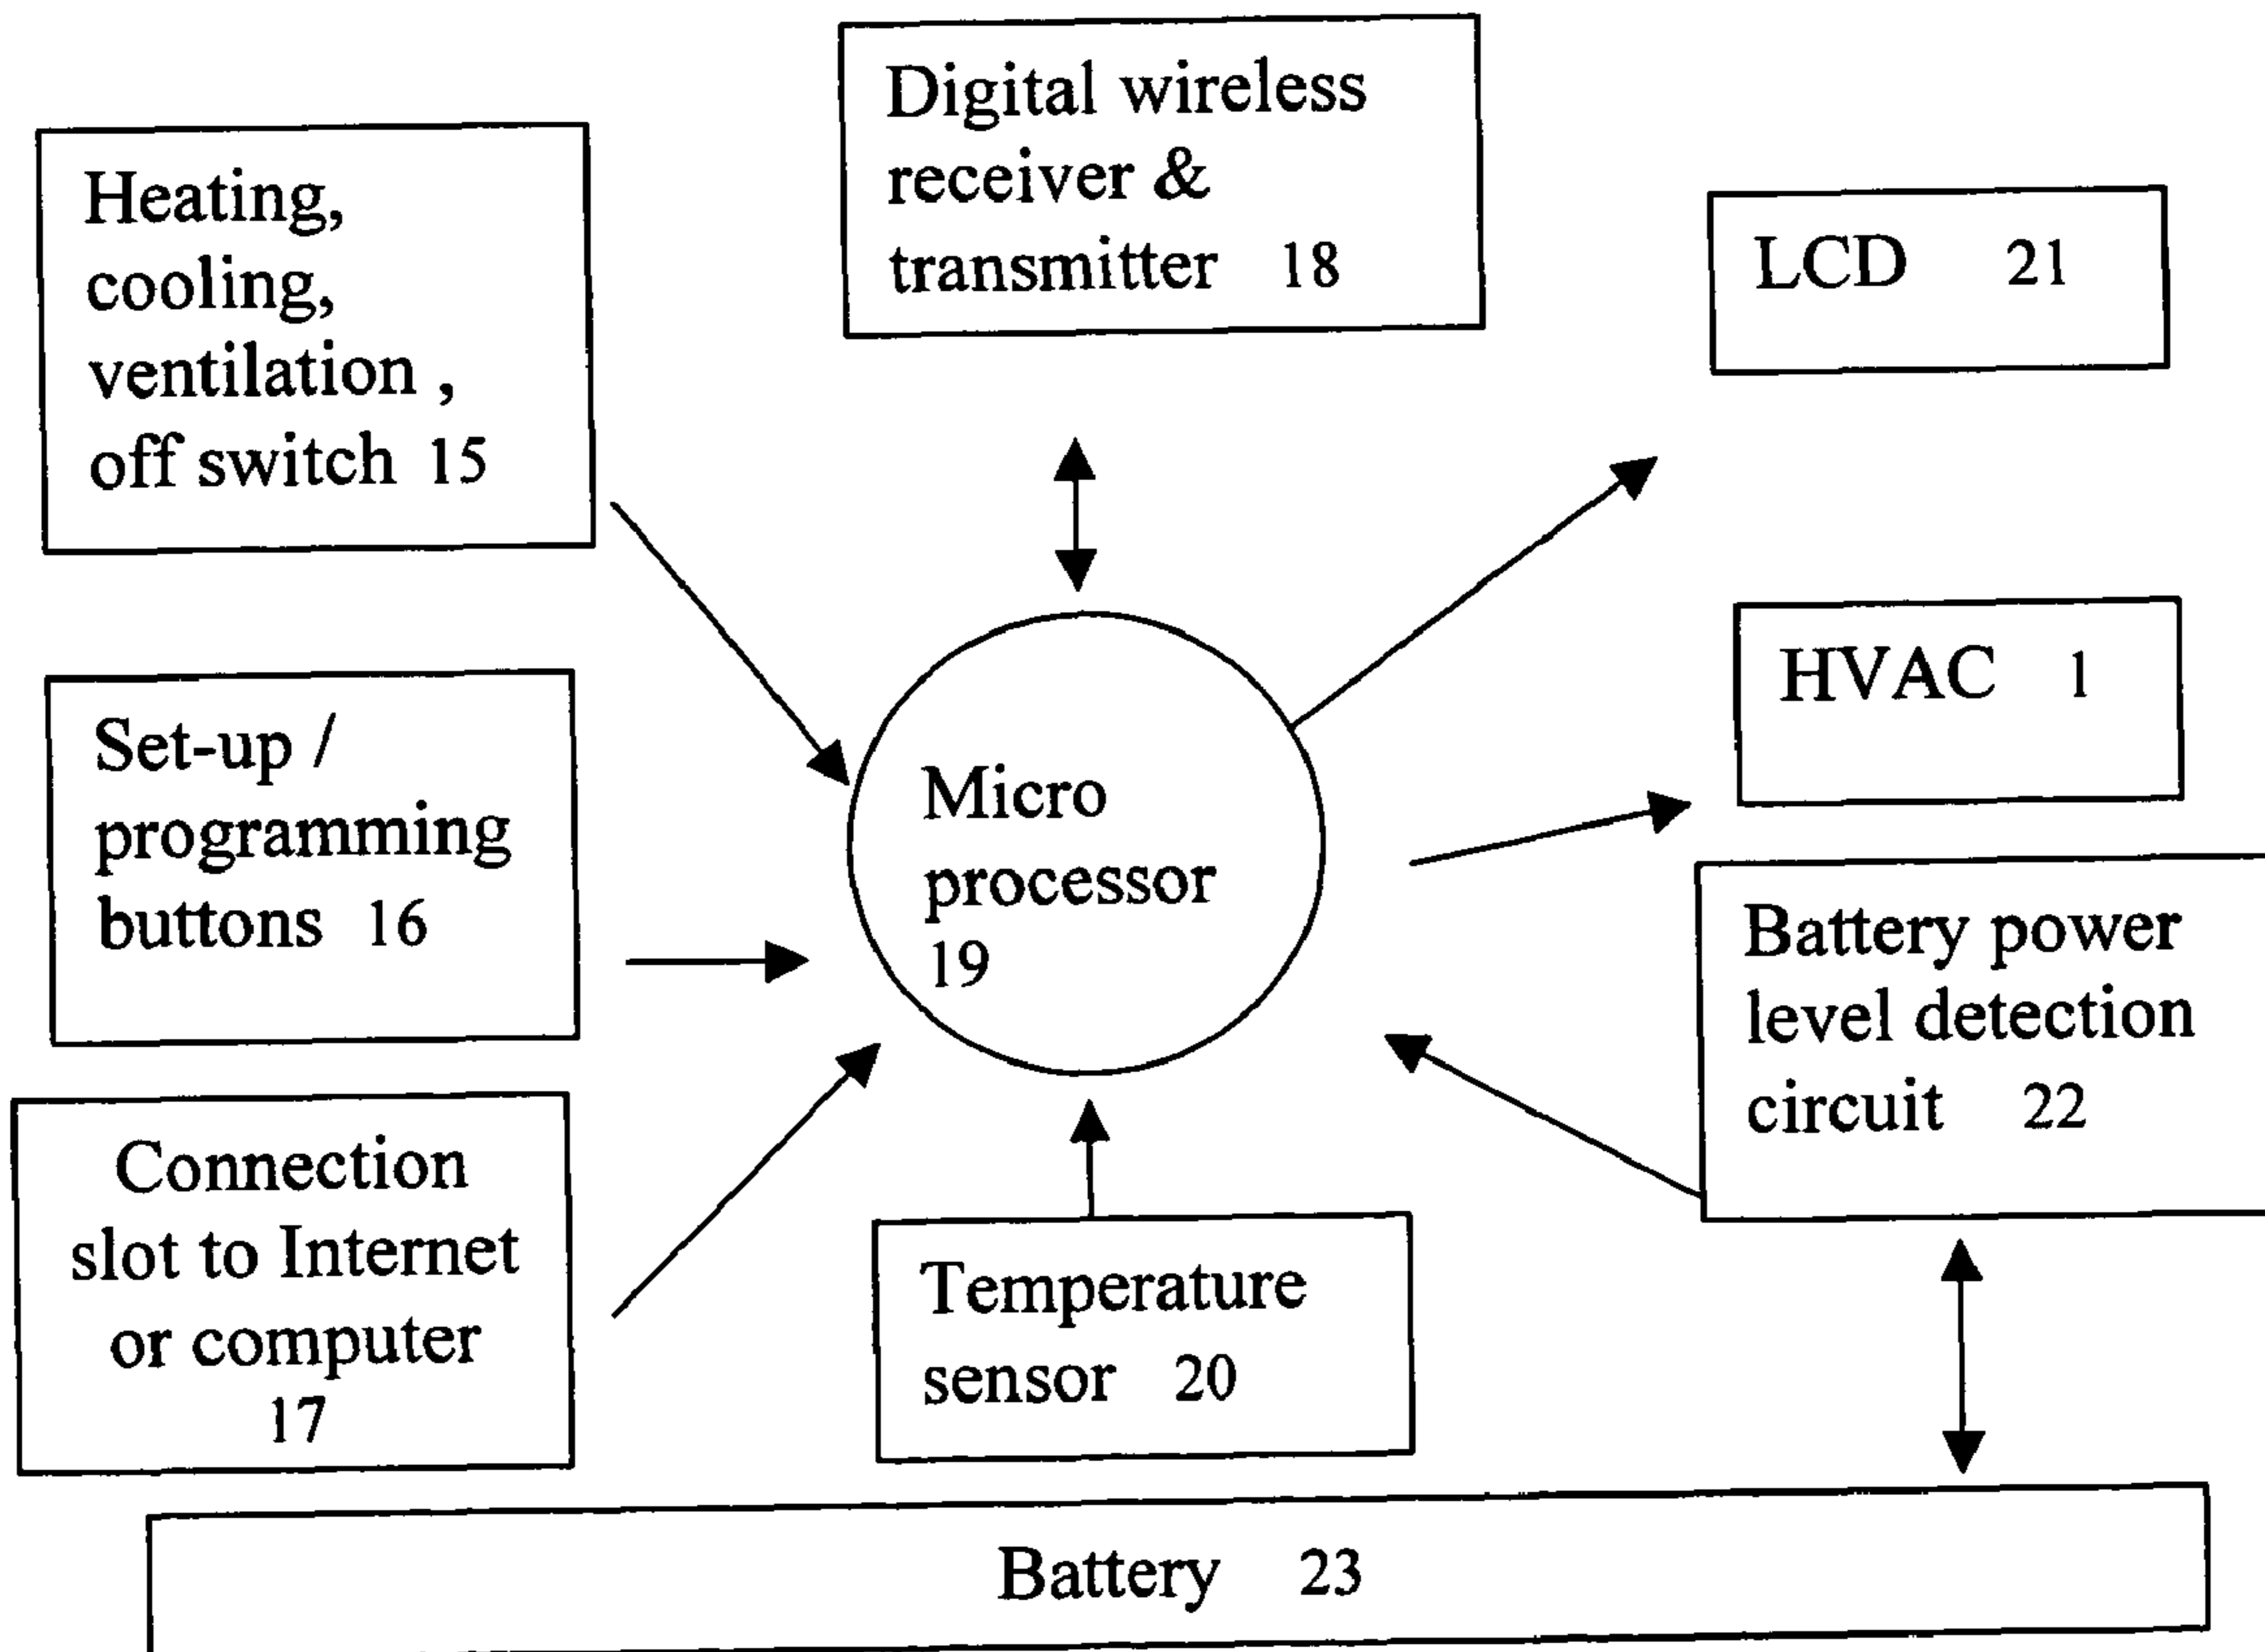 Heating,
cooling,
ventilation ,
off switch 15
Digital wireless
receiver &
transmitter 18
LCD 21
Set-up /
programming
buttons 16
Micro
processor
19
HVAC 1
Battery power
level detection
circuit 22
Connection
slot to Internet
or computer
17
Temperature
sensor 20
Battery 23